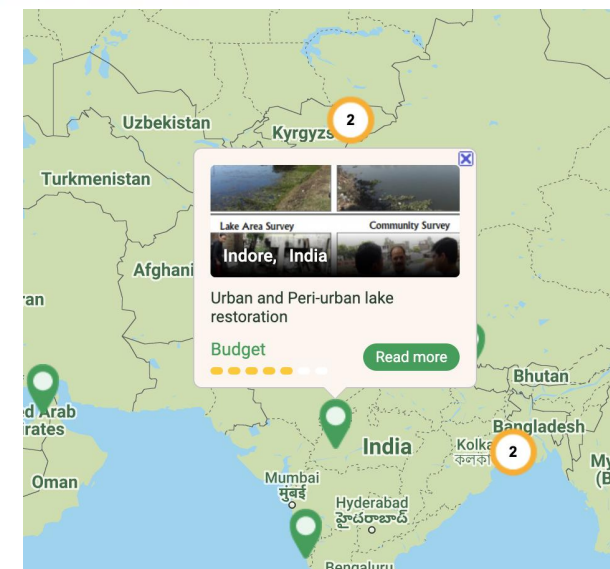 Uzbekistan
2
Kyrgyzs
Turkmenistan
Lake Area Survey
Community Survey
Indore, India
Afghani
Urban and Peri-urban lake
restoration
Budget
Read more
ran
Bhutan
ed Arab
irates
Bangladesh
India
Kolka
কলকা
2
Oman
Mumbai
मुंबई
My
(B
Hyderabad
హైదరాబాద్
Bengaluru